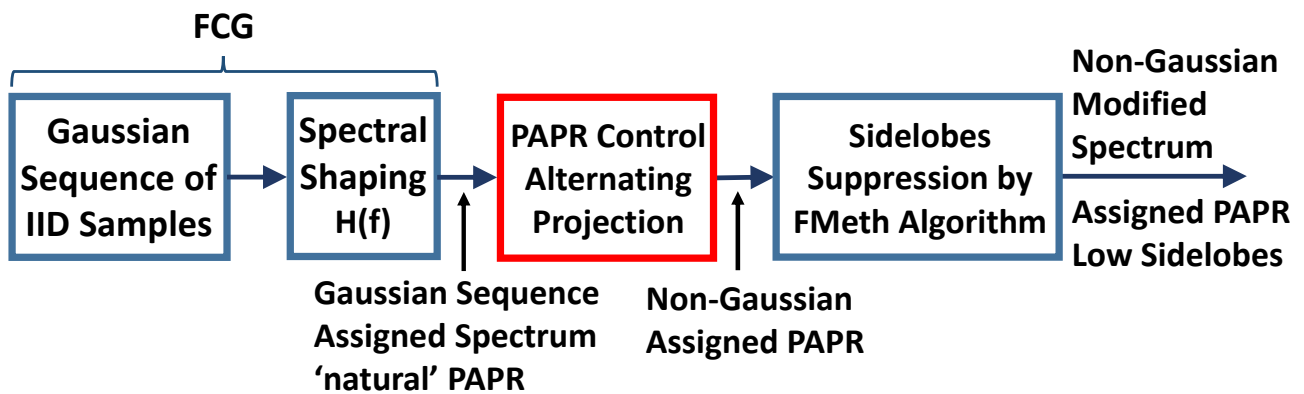 FCG
Gaussian
Sequence of
IID Samples
Spectral
Shaping
H(f)
PAPR Control
Alternating
Projection
Sidelobes
Suppression by
FMeth Algorithm
Non-Gaussian
Modified
Spectrum
Assigned PAPR
Low Sidelobes
Gaussian Sequence
Assigned Spectrum
‘natural’ PAPR
Non-Gaussian
Assigned PAPR